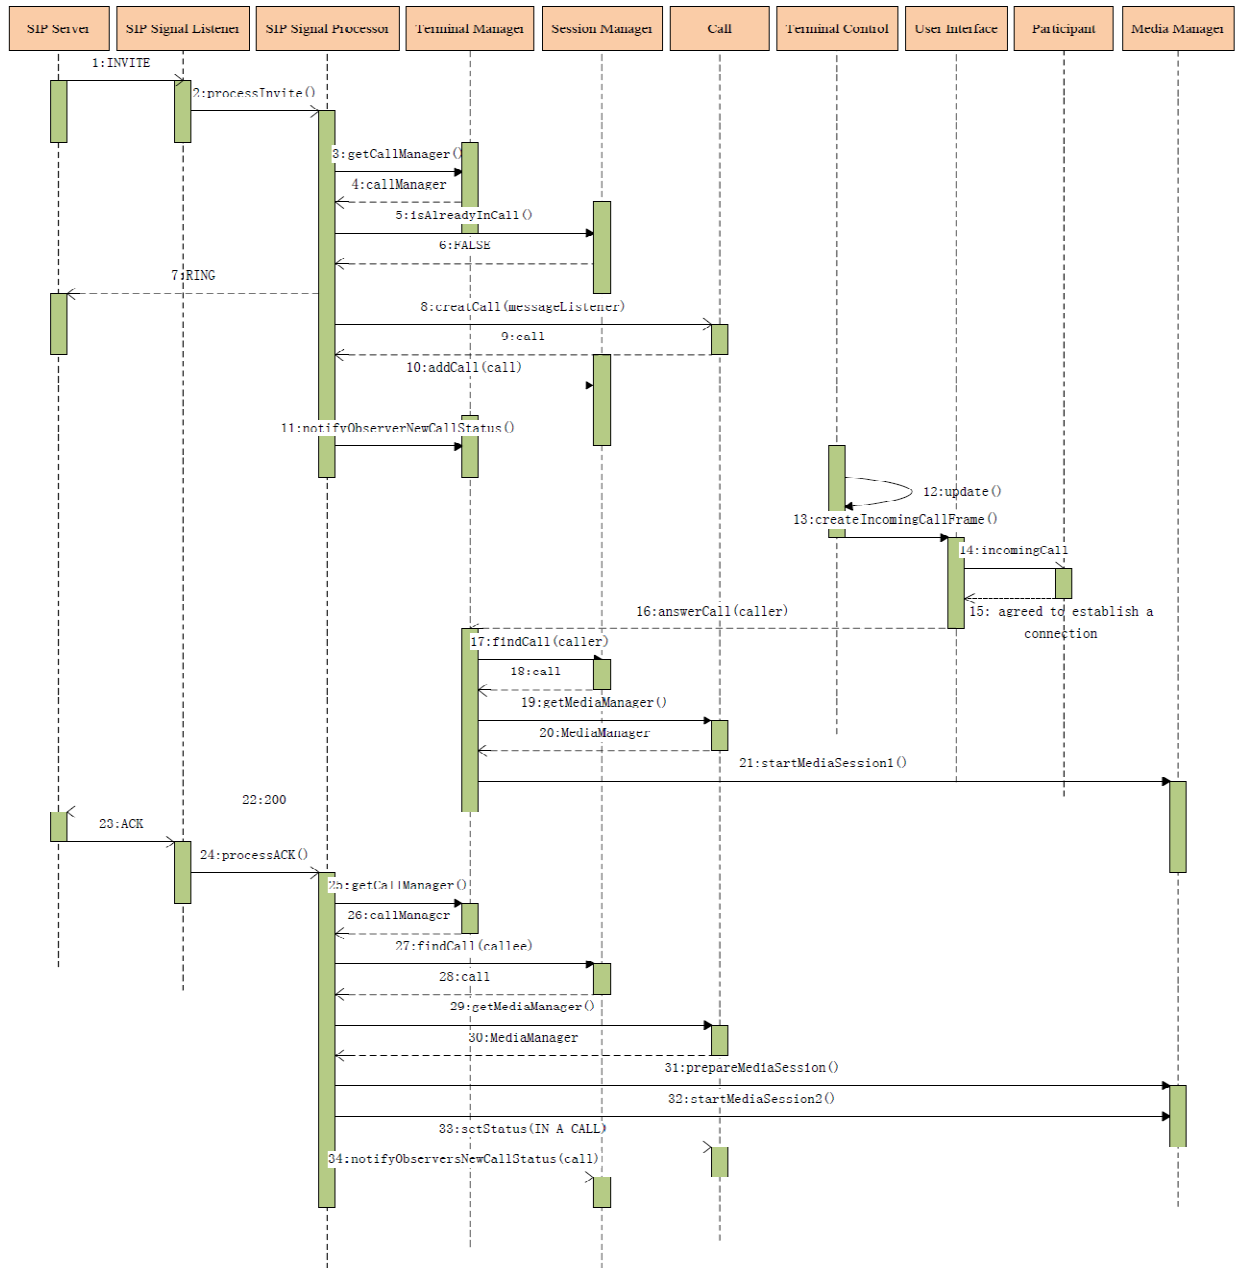 SIP Server
SIP Signal Listener
SIP Signal Processor
Terminal Manager
Session Manager
Call
Terminal Control
User Interface
Participant
Media Manager
1:INVITE
2:processInvite()
3:getCallManager()
4:callManager
5:isAlreadyInCall()
6:FALSE
7:RING
8:creatCall(messageListener)
9:call
10:addCall(call)
11:notifyObserverNewCallStatus()
12:update()
13:createIncomingCallFrame()
14:incomingCall
15: agreed to establish a
connection
16:answerCall(caller)
17:findCall(caller)
18:call
19:getMediaManager()
20:MediaManager
21:startMediaSession1()
22:200
23:ACK
24:processACK()
25:getCallManager()
26:callManager
27:findCall(callee)
28:call
29:getMediaManager()
30:MediaManager
31:prepareMediaSession()
32:startMediaSession2()
33:setStatus(IN A CALL)
34:notifyObserversNewCallStatus(call)